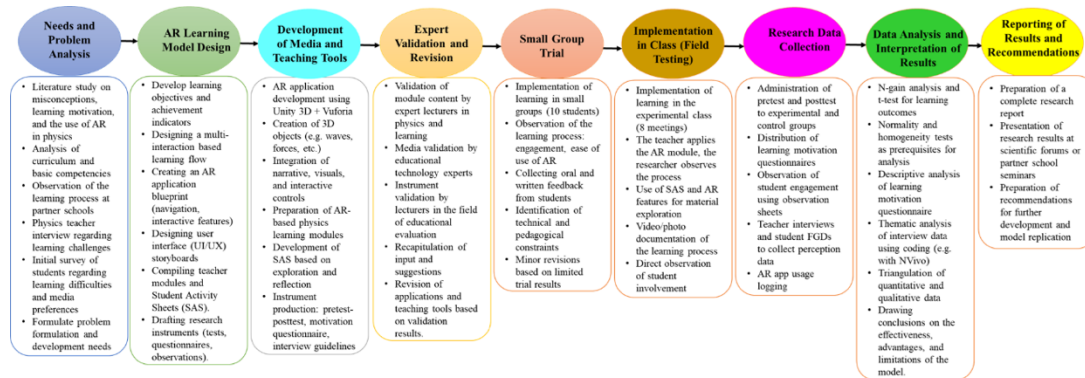 Needs and
Problem
Analysis
• Literature study on
misconceptions,
learning motivation,
and the use of AR in
physics
• Analysis of
curriculum and
basic competencies
• Observation of the
learning process at
partner schools
• Physics teacher
interview regarding
learning challenges
• Initial survey of
students regarding
learning difficulties
and media
preferences
• Formulate problem
formulation and
development needs
AR Learning
Model Design
• Develop learning
objectives and
achievement
indicators
• Designing a multi-
interaction based
learning flow
• Creating an AR
application
blueprint
(navigation,
interactive features)
• Designing user
interface (UI/UX)
storyboards
• Compiling teacher
modules and
Student Activity
Sheets (SAS).
• Drafting research
instruments (tests,
questionnaires,
observations).
Development
of Media and
Teaching Tools
• AR application
development using
Unity 3D + Vuforia
• Creation of 3D
objects (e.g. waves,
forces, etc.)
• Integration of
narrative, visuals,
and interactive
controls
• Preparation of AR-
based physics
learning modules
• Development of
SAS based on
exploration and
reflection
• Instrument
production: pretest-
posttest, motivation
questionnaire,
interview guidelines
Expert
Validation and
Revision
• Validation of
module content by
expert lecturers in
physics and
learning
• Media validation by
educational
technology experts
• Instrument
validation by
lecturers in the field
of educational
evaluation
• Recapitulation of
input and
suggestions
• Revision of
applications and
teaching tools based
on validation
results.
Small Group
Trial
• Implementation of
learning in small
groups (10 students)
• Observation of the
learning process:
engagement, ease of
use of AR
• Collecting oral and
written feedback
from students
• Identification of
technical and
pedagogical
constraints
• Minor revisions
based on limited
trial results
Implementation
in Class (Field
Testing)
• Implementation of
learning in the
experimental class
(8 meetings)
• The teacher applies
the AR module, the
researcher observes
the process
• Use of SAS and AR
features for material
exploration
• Video/photo
documentation of
the learning process
• Direct observation
of student
involvement
Research Data
Collection
• Administration of
pretest and posttest
to experimental and
control groups
• Distribution of
learning motivation
questionnaires
• Observation of
student engagement
using observation
sheets
• Teacher interviews
and student FGDs
to collect perception
data
• AR app usage
logging
Data Analysis and
Interpretation of
Results
• N-gain analysis and
t-test for learning
outcomes
• Normality and
homogeneity tests
as prerequisites for
analysis
• Descriptive analysis
of learning
motivation
questionnaire
• Thematic analysis of
interview data using
coding (e.g. with
NVivo)
• Triangulation of
quantitative and
qualitative data
• Drawing
conclusions on the
effectiveness,
advantages, and
limitations of the
model.
Reporting of
Results and
Recommendations
• Preparation of a
complete research
report
• Presentation of
research results at
scientific forums or
partner school
seminars
• Preparation of
recommendations
for further
development and
model replication